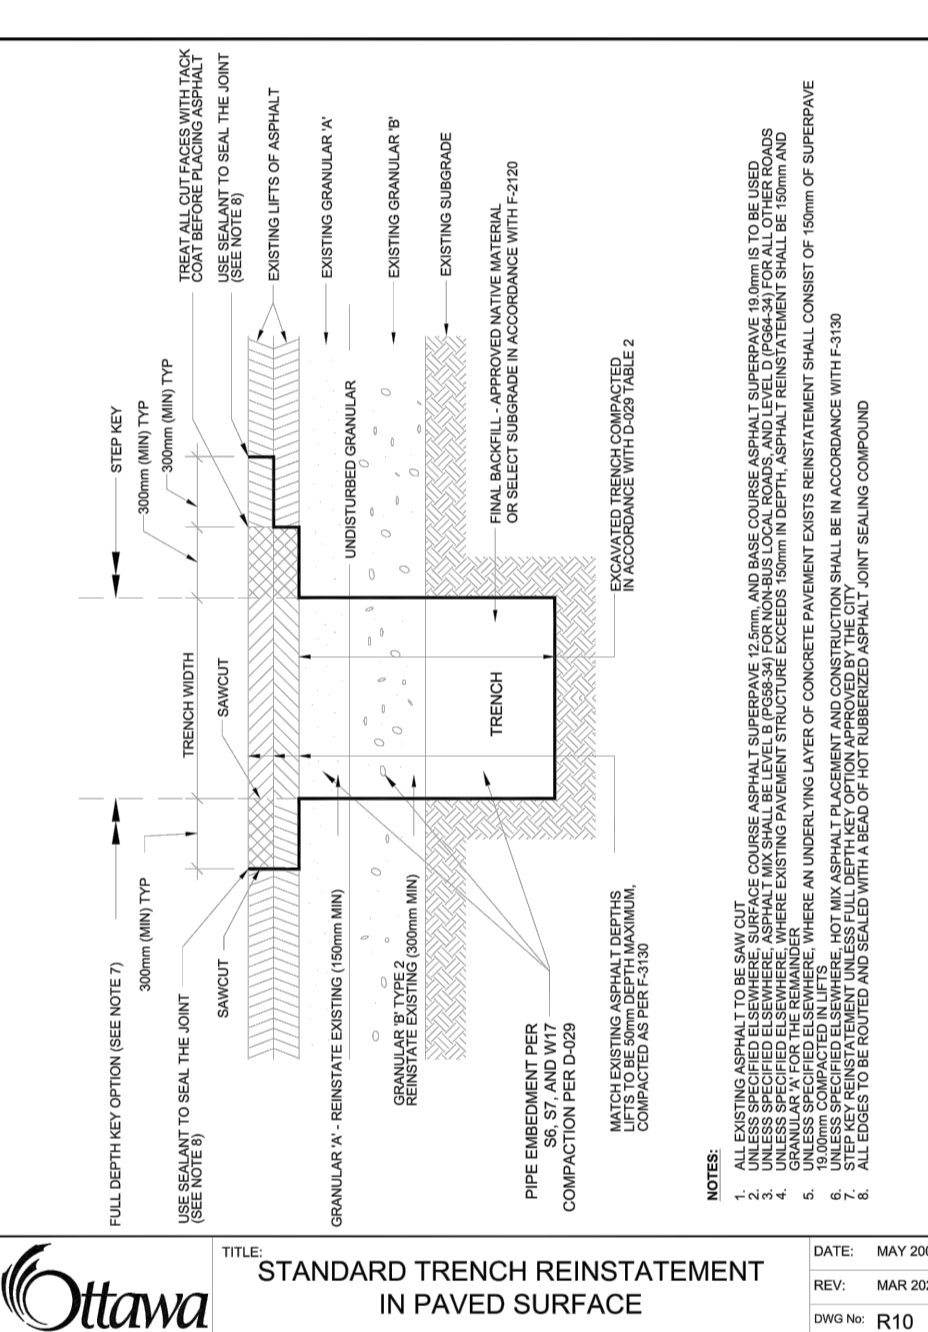 FULL DEPTH KEY OPTION (SEE NOTE 7)
STEP KEY
300mm (MIN) TYP
TRENCH WIDTH
300mm (MIN) TYP
300mm (MIN) TYP
USE SEALANT TO SEAL THE JOINT
(SEE NOTE 8)
SAWCUT
SAWCUT
TREAT ALL CUT FACES WITH TACK
COAT BEFORE PLACING ASPHALT
USE SEALANT TO SEAL THE JOINT
(SEE NOTE 8)
EXISTING LIFTS OF ASPHALT
GRANULAR 'A' - REINSTATE EXISTING (150mm MIN)
UNDISTURBED GRANULAR
EXISTING GRANULAR 'A'
GRANULAR 'B' TYPE 2
REINSTATE EXISTING (300mm MIN)
EXISTING GRANULAR 'B'
EXISTING SUBGRADE
TRENCH
PIPE EMBEDMENT PER
S6, S7, AND W17
COMPACTION PER D-029
FINAL BACKFILL - APPROVED NATIVE MATERIAL
OR SELECT SUBGRADE IN ACCORDANCE WITH F-2120
MATCH EXISTING ASPHALT DEPTHS
LIFTS TO BE 50mm DEPTH MAXIMUM,
COMPACTED AS PER F-3130
EXCAVATED TRENCH COMPACTED
IN ACCORDANCE WITH D-029 TABLE 2
NOTES:
1. ALL EXISTING ASPHALT TO BE SAW CUT
2. UNLESS SPECIFIED ELSEWHERE, SURFACE COURSE ASPHALT SUPERPAVE 12.5mm, AND BASE COURSE ASPHALT SUPERPAVE 19.0mm IS TO BE USED
3. UNLESS SPECIFIED ELSEWHERE, ASPHALT MIX SHALL BE LEVEL B (PG58-34) FOR NON-BUS LOCAL ROADS, AND LEVEL D (PG64-34) FOR ALL OTHER ROADS
4. UNLESS SPECIFIED ELSEWHERE, WHERE EXISTING PAVEMENT STRUCTURE EXCEEDS 150mm IN DEPTH, ASPHALT REINSTATEMENT SHALL BE 150mm AND
GRANULAR 'A' FOR THE REMAINDER
5. UNLESS SPECIFIED ELSEWHERE, WHERE AN UNDERLYING LAYER OF CONCRETE PAVEMENT EXISTS REINSTATEMENT SHALL CONSIST OF 150mm OF SUPERPAVE
19.00mm COMPACTED IN LIFTS
6. UNLESS SPECIFIED ELSEWHERE, HOT MIX ASPHALT PLACEMENT AND CONSTRUCTION SHALL BE IN ACCORDANCE WITH F-3130
7. STEP KEY REINSTATEMENT UNLESS FULL DEPTH KEY OPTION APPROVED BY THE CITY
8. ALL EDGES TO BE ROUTED AND SEALED WITH A BEAD OF HOT RUBBERIZED ASPHALT JOINT SEALING COMPOUND
Ottawa
TITLE:
STANDARD TRENCH REINSTATEMENT
IN PAVED SURFACE
DATE: MAY 200
REV: MAR 202
DWG No: R10